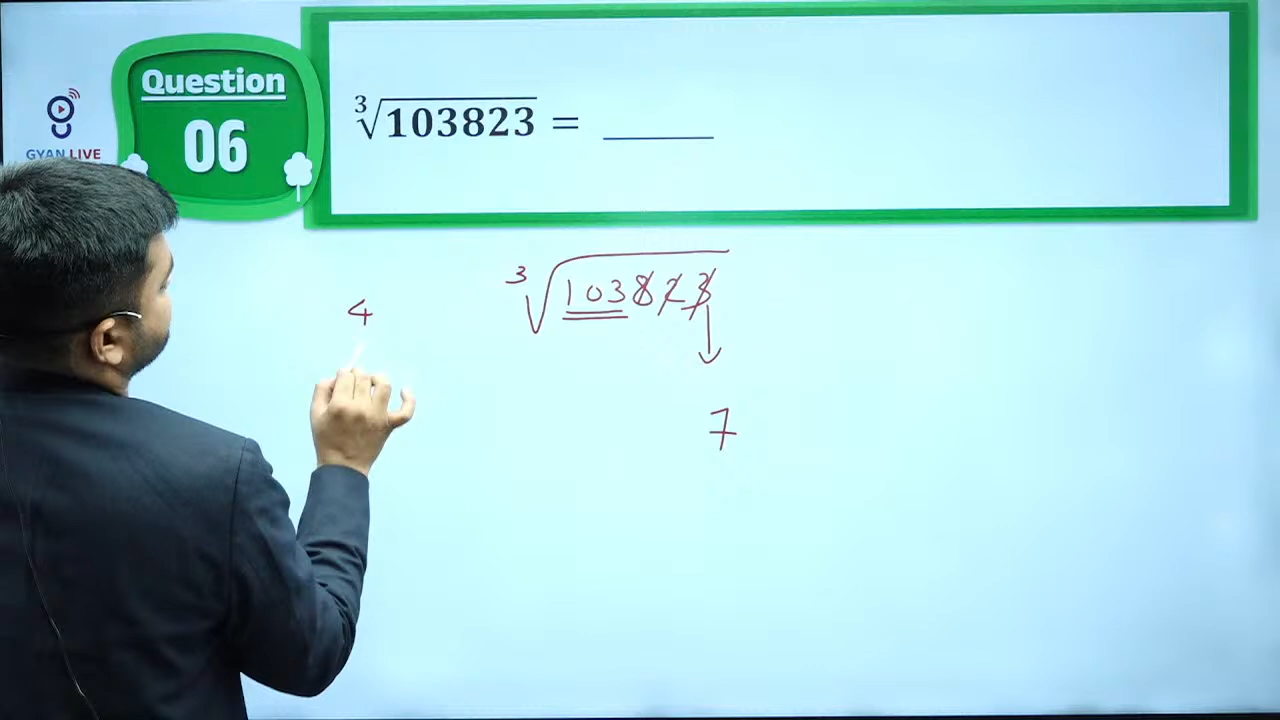 Question
06
GYAN LIVE
∛103823 = ______
∛103823
4
7